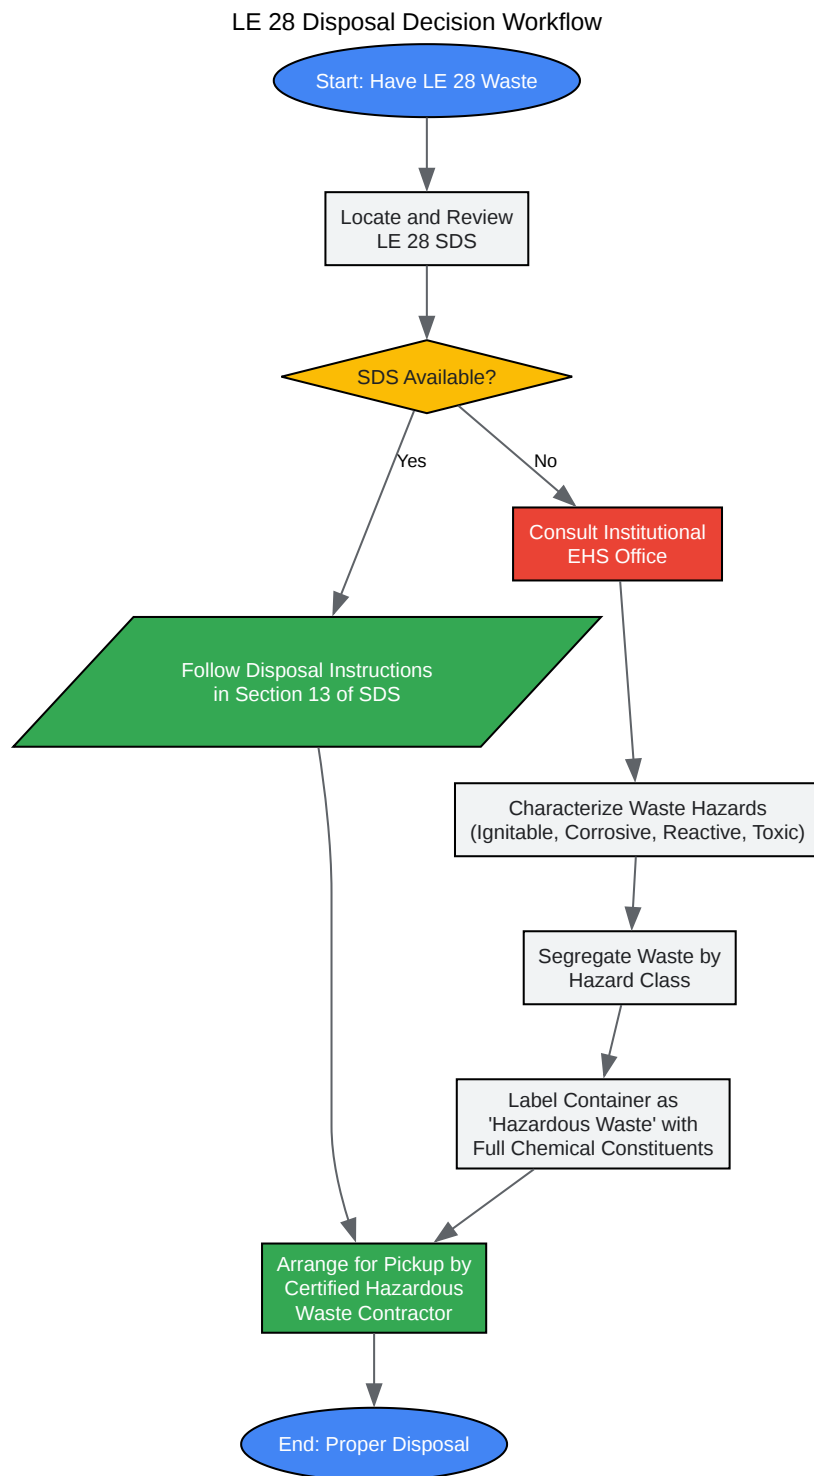 LE 28 Disposal Decision Workflow
Start: Have LE 28 Waste
Locate and Review
LE 28 SDS
SDS Available?
Yes
No
Consult Institutional
EHS Office
Follow Disposal Instructions
in Section 13 of SDS
Characterize Waste Hazards
(Ignitable, Corrosive, Reactive, Toxic)
Segregate Waste by
Hazard Class
Label Container as
'Hazardous Waste' with
Full Chemical Constituents
Arrange for Pickup by
Certified Hazardous
Waste Contractor
End: Proper Disposal